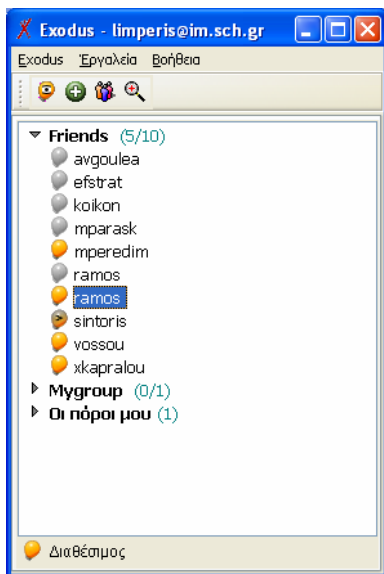 Exodus - limperis@im.sch.gr
Exodus Έργαλεία Βοήθεια
Friends (5/10)
avgoulea
efstrat
koikon
mparask
mperedim
ramos
ramos
sintoris
vossou
xkapralou
Mygroup (0/1)
Οι πόροι μου (1)
Διαθέσιμος